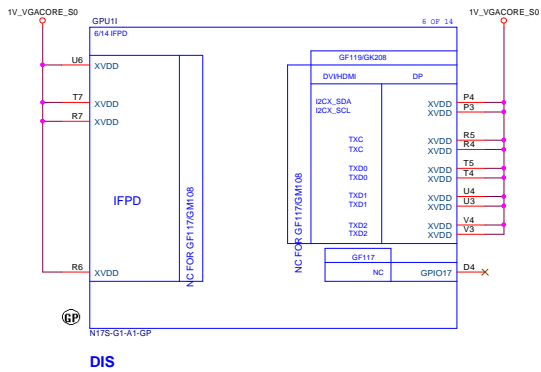 1V_VGACORE_S0
1V_VGACORE_S0
GPU1I
6 OF 14
6/14 IFPD
GF119/GK208
DVI/HDMI
DP
U6
XVDD
T7
XVDD
R7
XVDD
R6
XVDD
IFPD
NC FOR GF117/GM108
NC FOR GF117/GM108
I2CX_SDA
XVDD
P4
I2CX_SCL
XVDD
P3
TXC
XVDD
R5
TXC
XVDD
R4
TXD0
XVDD
T5
TXD0
XVDD
T4
TXD1
XVDD
U4
TXD1
XVDD
U3
TXD2
XVDD
V4
TXD2
XVDD
V3
GF117
NC
GPIO17
D4
GP
N17S-G1-A1-GP
DIS